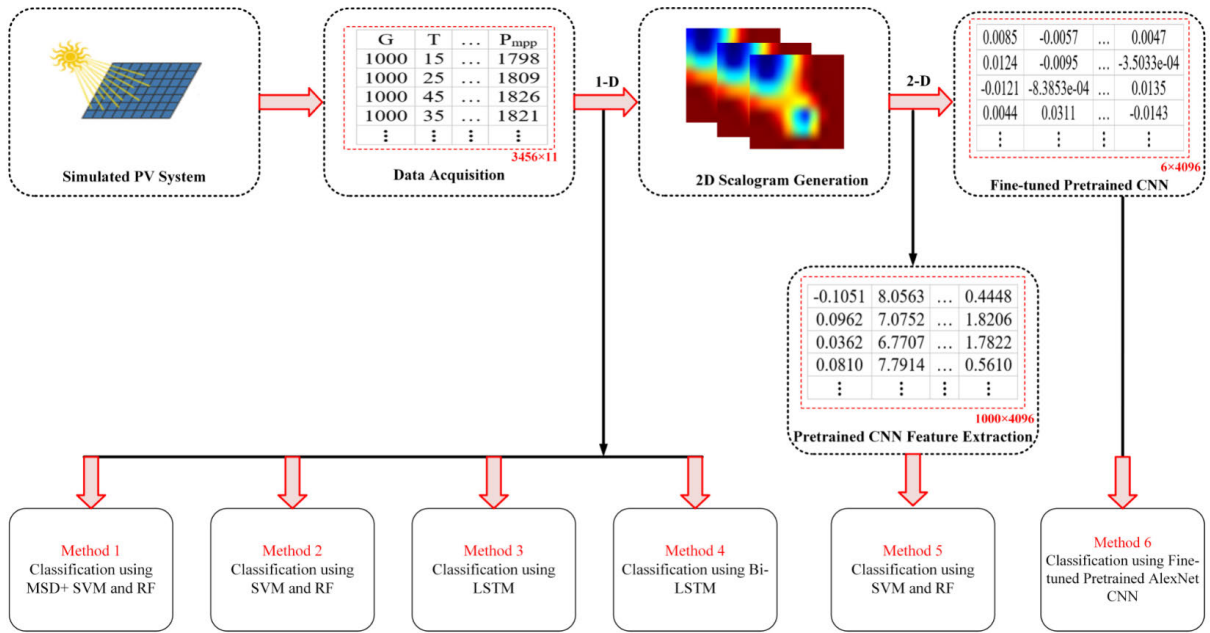 Simulated PV System
G T … Pmpp
1000 15 … 1798
1000 25 … 1809
1000 45 … 1826
1000 35 … 1821
⋮ ⋮ ⋮ ⋮
3456×11
Data Acquisition
1-D
2D Scalogram Generation
2-D
0.0085 -0.0057 … 0.0047
0.0124 -0.0095 … -3.5033e-04
-0.0121 -8.3853e-04 … 0.0135
0.0044 0.0311 … -0.0143
⋮ ⋮ ⋮ ⋮
6×4096
Fine-tuned Pretrained CNN
-0.1051 8.0563 … 0.4448
0.0962 7.0752 … 1.8206
0.0362 6.7707 … 1.7822
0.0810 7.7914 … 0.5610
⋮ ⋮ ⋮ ⋮
1000×4096
Pretrained CNN Feature Extraction
Method 1
Classification using
MSD+ SVM and RF
Method 2
Classification using
SVM and RF
Method 3
Classification using
LSTM
Method 4
Classification using Bi-
LSTM
Method 5
Classification using
SVM and RF
Method 6
Classification using Fine-
tuned Pretrained AlexNet
CNN